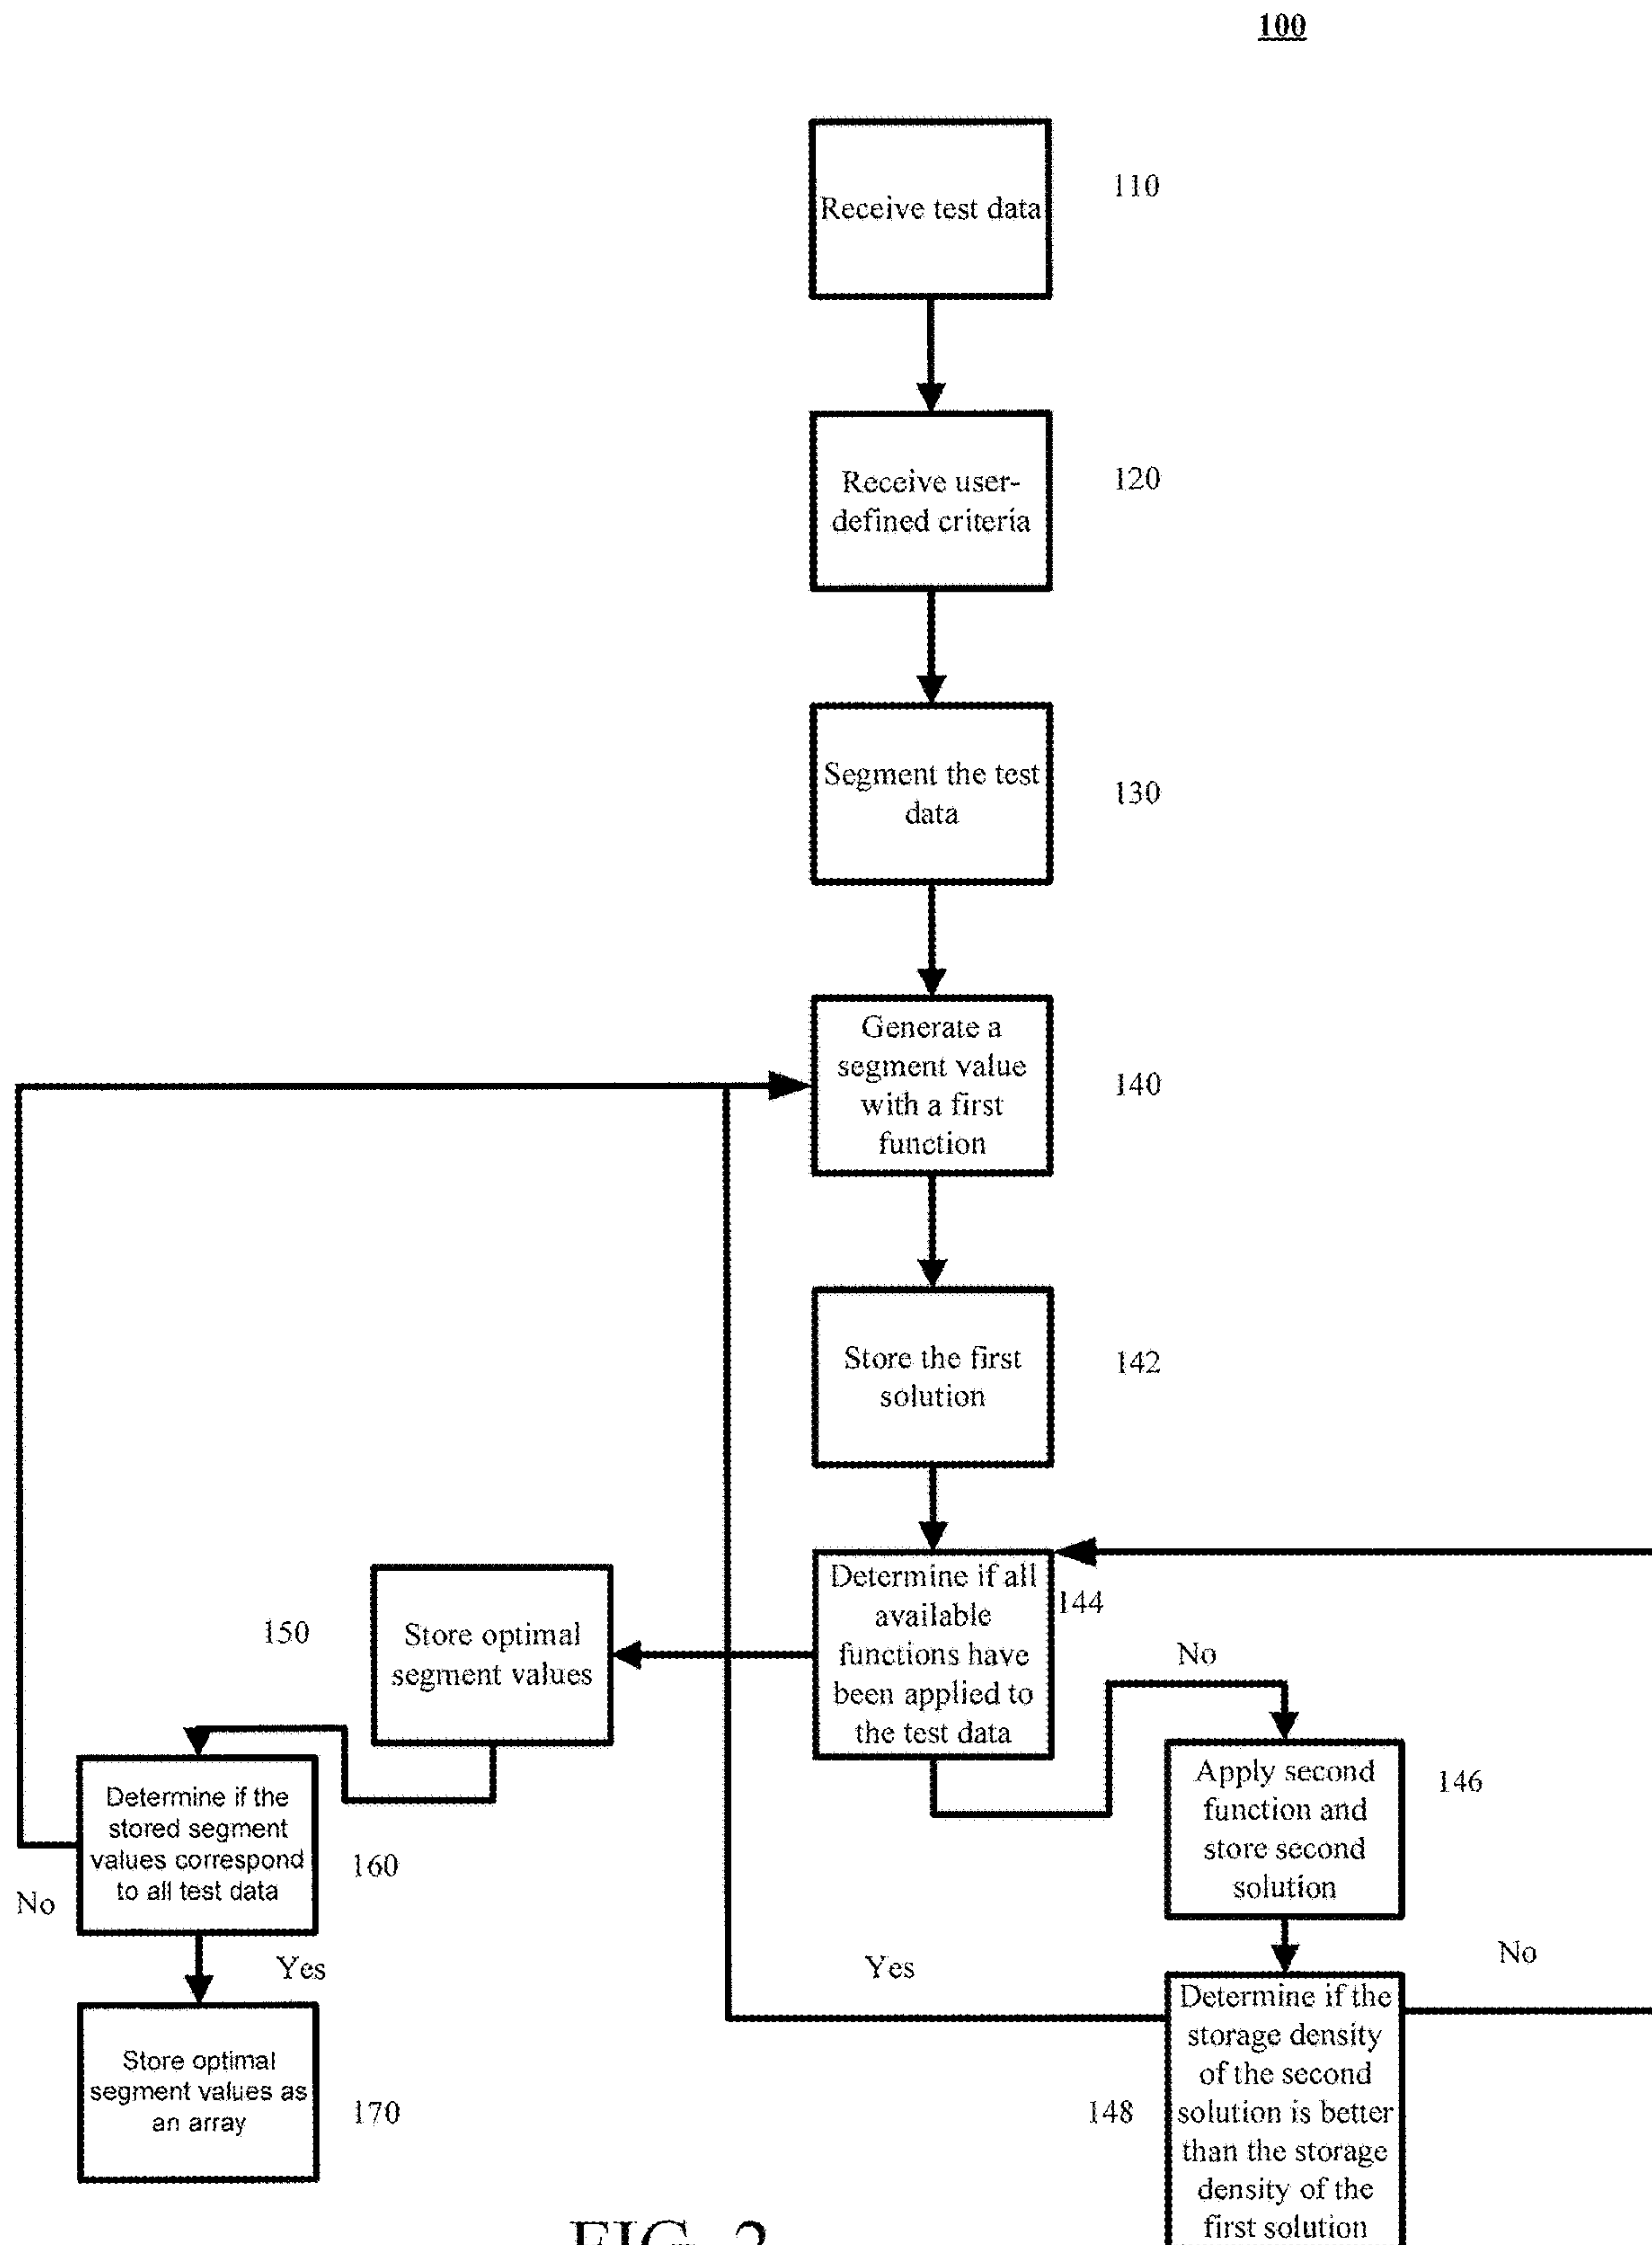 100
Receive test data
110
Receive user-
defined criteria
120
Segment the test
data
130
Generate a
segment value
with a first
function
140
Store the first
solution
142
Determine if all
available
functions have
been applied to
the test data
144
150
Store optimal
segment values
No
Apply second
function and
store second
solution
146
Determine if the
stored segment
values correspond
to all test data
160
No
Yes
Yes
No
Determine if the
storage density
of the second
solution is better
than the storage
density of the
first solution
148
Store optimal
segment values as
an array
170
FIG. 2